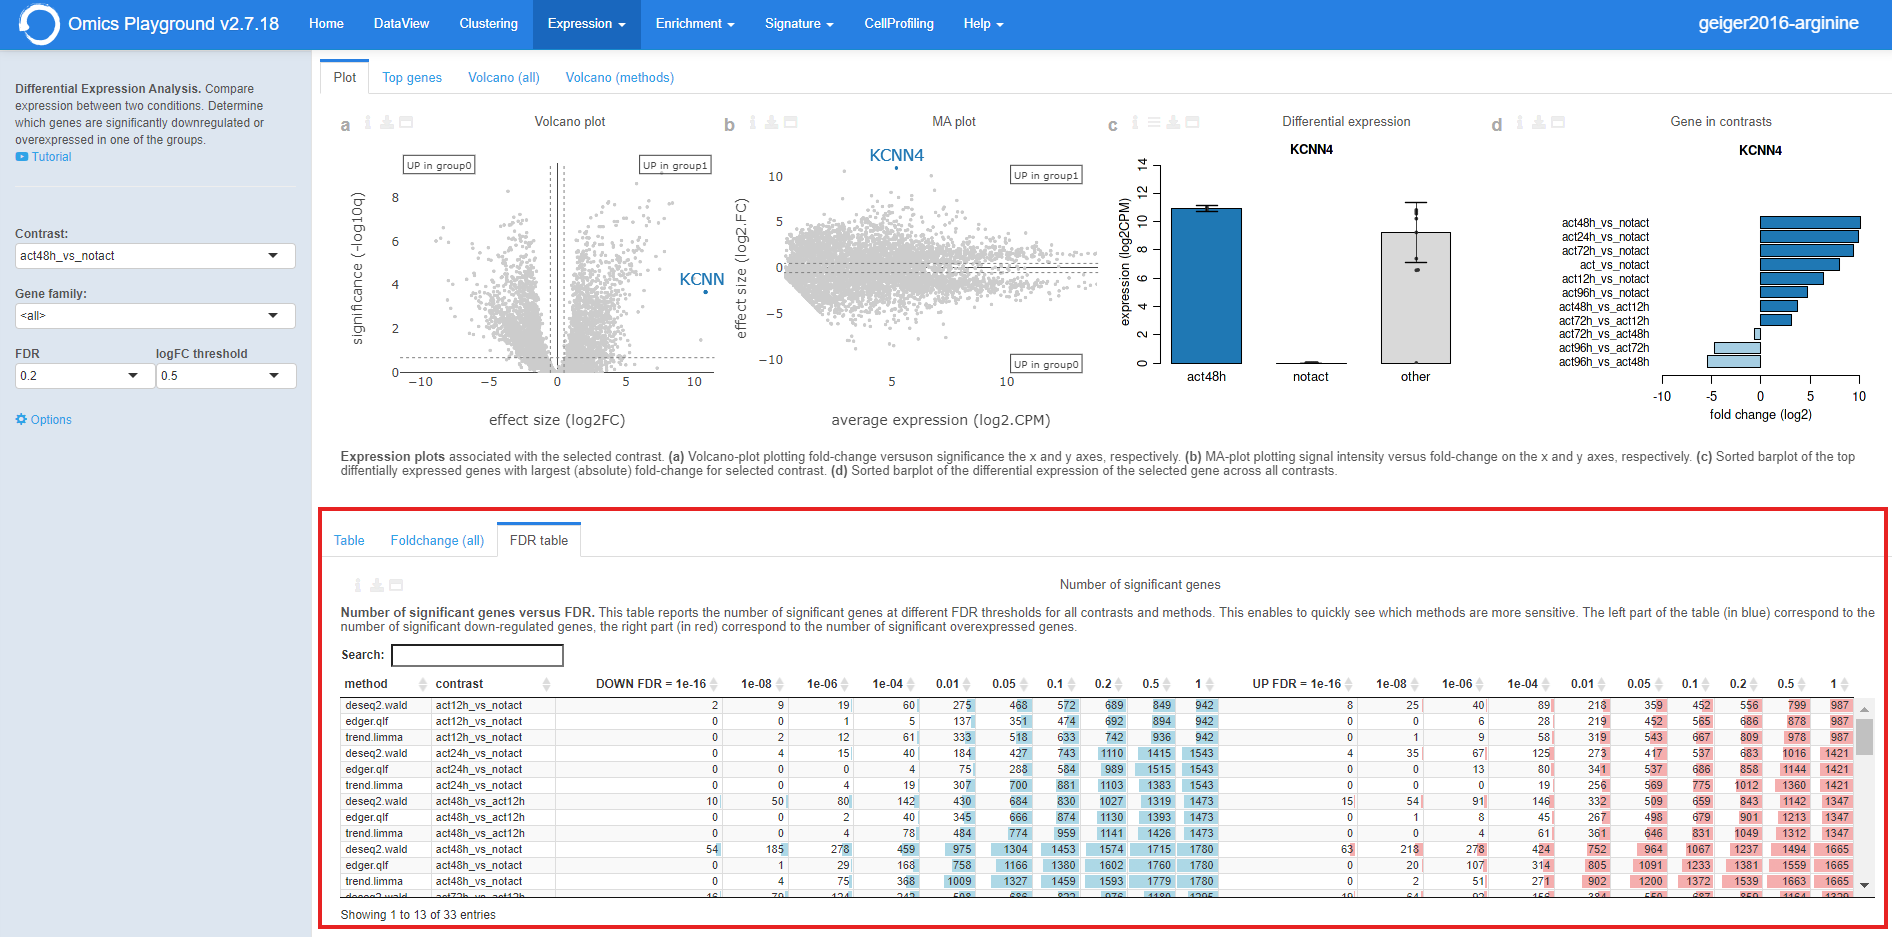 Omics Playground v2.7.18 Home DataView Clustering Expression Enrichment Signature CellProfiling Help geiger2016-arginine
Differential Expression Analysis. Compare
expression between two conditions. Determine
which genes are significantly downregulated or
overexpressed in one of the groups.
Tutorial
Contrast:
act48h_vs_notact
Gene family:
<all>
FDR logFC threshold
0.2 0.5
Options
Plot Top genes Volcano (all) Volcano (methods)
a i Volcano plot
UP in group0 UP in group1
significance (-log10q)
8
6
4
2
0
KCNN
−10 −5 0 5 10
effect size (log2FC)
b i MA plot
KCNN4
UP in group1
effect size (log2.FC)
10
5
0
−5
−10
UP in group0
5 10
average expression (log2.CPM)
c i Differential expression
KCNN4
expression (log2CPM)
14
12
10
8
6
4
2
0
act48h notact other
d i Gene in contrasts
KCNN4
act48h_vs_notact
act24h_vs_notact
act72h_vs_notact
act_vs_notact
act12h_vs_notact
act96h_vs_notact
act48h_vs_act12h
act72h_vs_act12h
act72h_vs_act48h
act96h_vs_act72h
act96h_vs_act48h
-10 -5 0 5 10
fold change (log2)
Expression plots associated with the selected contrast. (a) Volcano-plot plotting fold-change versuson significance the x and y axes, respectively. (b) MA-plot plotting signal intensity versus fold-change on the x and y axes, respectively. (c) Sorted barplot of the top
diffentially expressed genes with largest (absolute) fold-change for selected contrast. (d) Sorted barplot of the differential expression of the selected gene across all contrasts.
Table Foldchange (all) FDR table
i Number of significant genes
Number of significant genes versus FDR. This table reports the number of significant genes at different FDR thresholds for all contrasts and methods. This enables to quickly see which methods are more sensitive. The left part of the table (in blue) correspond to the
number of significant down-regulated genes, the right part (in red) correspond to the number of significant overexpressed genes.
Search:
method contrast DOWN FDR = 1e-16 1e-08 1e-06 1e-04 0.01 0.05 0.1 0.2 0.5 1 UP FDR = 1e-16 1e-08 1e-06 1e-04 0.01 0.05 0.1 0.2 0.5 1
deseq2.wald act12h_vs_notact 2 9 19 60 275 468 572 689 849 942 8 25 40 89 218 359 452 556 799 987
edger.qlf act12h_vs_notact 0 0 1 5 137 351 474 692 894 942 0 0 6 28 219 452 565 686 878 987
trend.limma act12h_vs_notact 0 2 12 61 333 518 633 742 936 942 0 1 9 58 319 543 667 809 978 987
deseq2.wald act24h_vs_notact 0 4 15 40 184 427 743 1110 1415 1543 4 35 67 125 273 417 537 683 1016 1421
edger.qlf act24h_vs_notact 0 0 0 4 75 288 584 989 1515 1543 0 0 13 80 341 537 686 858 1144 1421
trend.limma act24h_vs_notact 0 0 4 19 307 700 881 1103 1383 1543 0 0 0 19 256 569 775 1012 1360 1421
deseq2.wald act48h_vs_act12h 10 50 80 142 430 684 830 1027 1319 1473 15 54 91 146 332 509 659 843 1142 1347
edger.qlf act48h_vs_act12h 0 0 2 40 345 666 874 1130 1393 1473 0 1 8 45 267 498 679 901 1213 1347
trend.limma act48h_vs_act12h 0 0 4 78 484 774 959 1141 1426 1473 0 0 4 61 361 646 831 1049 1312 1347
deseq2.wald act48h_vs_notact 54 185 278 459 975 1304 1453 1574 1715 1780 63 218 278 424 752 964 1067 1237 1494 1665
edger.qlf act48h_vs_notact 0 1 29 168 758 1166 1380 1602 1760 1780 0 20 107 314 805 1091 1233 1381 1559 1665
trend.limma act48h_vs_notact 0 4 75 368 1009 1327 1459 1593 1779 1780 0 2 51 271 902 1200 1372 1539 1663 1665
deseq2.wald act72h_vs_act12h
Showing 1 to 13 of 33 entries